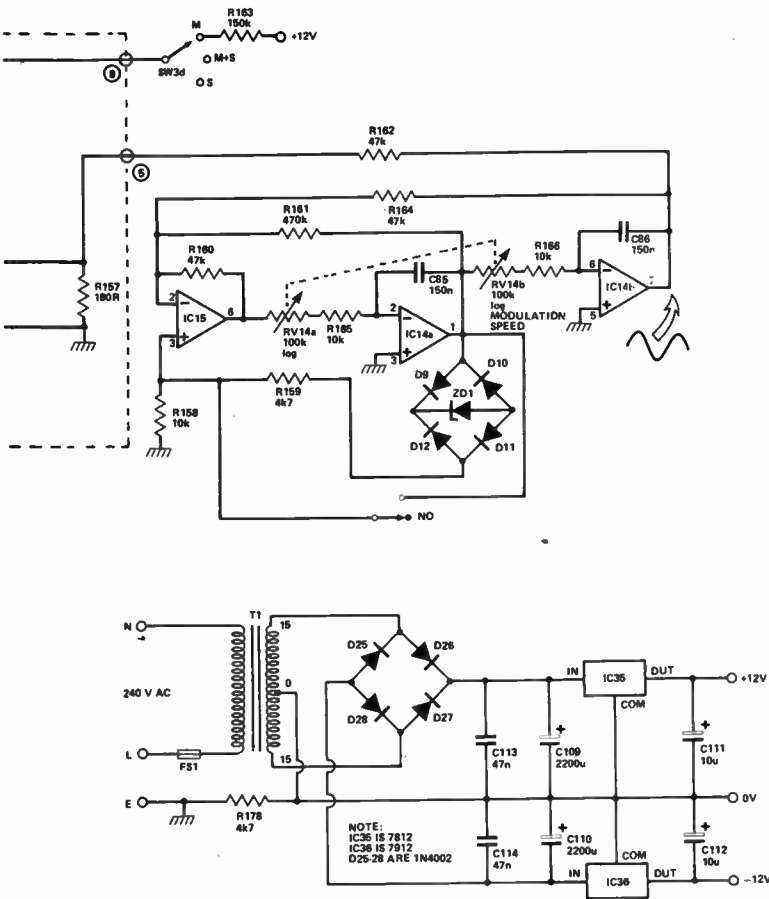 R163
150k
M
+12V
8
SW3d
M+S
S
R162
47k
5
R164
47k
R161
470k
R160
47k
R157
180R
2
6
IC15
3
RV14a
100k
log
R165
10k
C85
150n
2
1
IC14a
3
RV14b
100k
log
MODULATION
SPEED
R166
10k
C86
150n
6
7
5
R158
10k
R159
4k7
D9
D10
ZD1
D12
D11
NO
N
T1
15
240 V AC
0
L
FS1
15
E
R178
4k7
D25
D26
D28
D27
IN
IC35
DUT
+12V
COM
C113
47n
C109
2200u
+
C111
10u
+
0V
NOTE:
IC35 IS 7812
IC36 IS 7912
D25-28 ARE 1N4002
C114
47n
C110
2200u
+
C112
10u
+
COM
IN
IC36
DUT
-12V